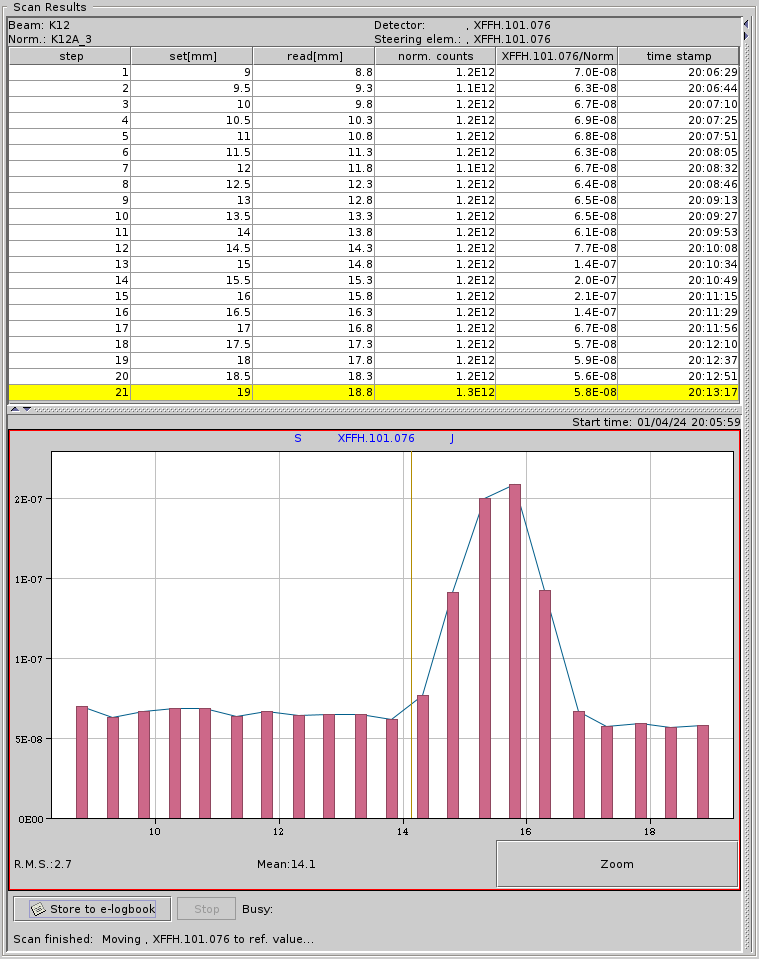 Scan Results
Beam: K12 Detector: , XFFH.101.076
Norm.: K12A_3 Steering elem.: , XFFH.101.076
step set[mm] read[mm] norm. counts XFFH.101.076/Norm time stamp
1 9 8.8 1.2E12 7.0E-08 20:06:29
2 9.5 9.3 1.1E12 6.3E-08 20:06:44
3 10 9.8 1.2E12 6.7E-08 20:07:10
4 10.5 10.3 1.2E12 6.9E-08 20:07:25
5 11 10.8 1.2E12 6.8E-08 20:07:51
6 11.5 11.3 1.2E12 6.3E-08 20:08:05
7 12 11.8 1.1E12 6.7E-08 20:08:32
8 12.5 12.3 1.2E12 6.4E-08 20:08:46
9 13 12.8 1.2E12 6.5E-08 20:09:13
10 13.5 13.3 1.2E12 6.5E-08 20:09:27
11 14 13.8 1.2E12 6.1E-08 20:09:53
12 14.5 14.3 1.2E12 7.7E-08 20:10:08
13 15 14.8 1.2E12 1.4E-07 20:10:34
14 15.5 15.3 1.2E12 2.0E-07 20:10:49
15 16 15.8 1.2E12 2.1E-07 20:11:15
16 16.5 16.3 1.2E12 1.4E-07 20:11:29
17 17 16.8 1.2E12 6.7E-08 20:11:56
18 17.5 17.3 1.2E12 5.7E-08 20:12:10
19 18 17.8 1.2E12 5.9E-08 20:12:37
20 18.5 18.3 1.2E12 5.6E-08 20:12:51
21 19 18.8 1.3E12 5.8E-08 20:13:17
Start time: 01/04/24 20:05:59
S XFFH.101.076 J
2E-07
1E-07
1E-07
5E-08
0E00
10 12 14 16 18
R.M.S.:2.7 Mean:14.1 Zoom
Store to e-logbook Stop Busy:
Scan finished: Moving , XFFH.101.076 to ref. value...